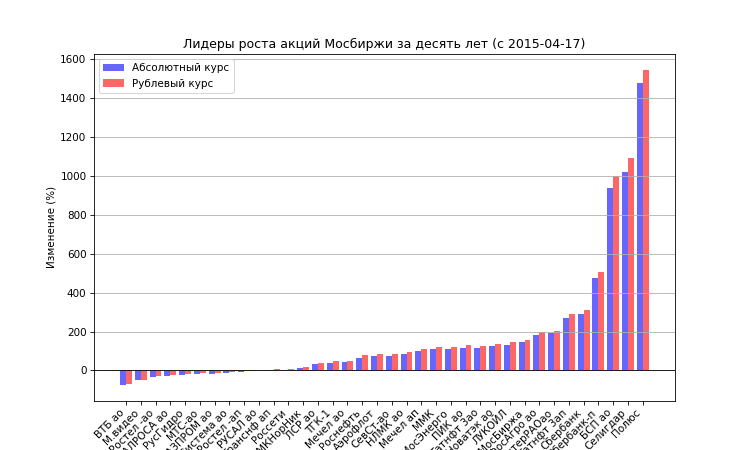 Лидеры роста акций Мосбиржи за десять лет (с 2015-04-17)
Абсолютный курс
Рублевый курс
Изменение (%)
1600
1400
1200
1000
800
600
400
200
0
ВТБ ао
М.видео
Ростел -ао
АЛРОСА ао
РусГидро
МТС-ао
ГАЗПРОМ ао
Система ао
Ростел -ап
РУСАЛ ао
Транснф ап
Россети
ГМКНорНик
ЛСР ао
ТГК-1
Мечел ао
Роснефть
Аэрофлот
СевСт-ао
НЛМК ао
Мечел ап
ММК
МосЭнерго
ПИК ао
Татнфт 3ао
Новатэк ао
ЛУКОЙЛ
МосБиржа
РосАгро ао
ИнтерРАОао
Татнфт 3ап
Сбербанк
Сбербанк-п
БСП ао
Селигдар
Полюс